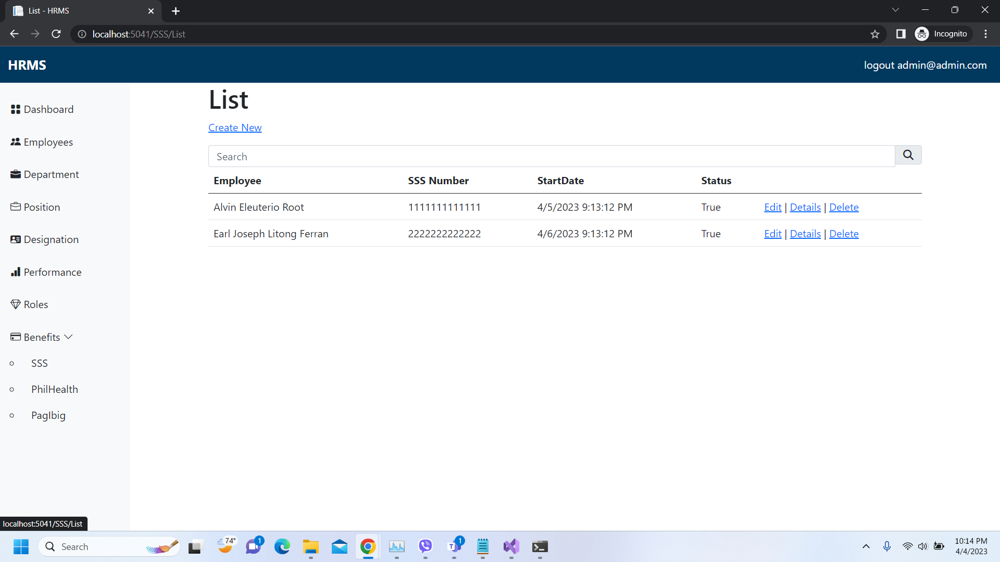 List - HRMS
localhost:5041/SSS/List
Incognito
HRMS
logout admin@admin.com
Dashboard
Employees
Department
Position
Designation
Performance
Roles
Benefits
SSS
PhilHealth
PagIbig
List
Create New
Search
Employee SSS Number StartDate Status
Alvin Eleuterio Root 1111111111111 4/5/2023 9:13:12 PM True Edit | Details | Delete
Earl Joseph Litong Ferran 2222222222222 4/6/2023 9:13:12 PM True Edit | Details | Delete
localhost:5041/SSS/List
Search
74°
1
1
10:14 PM
4/4/2023